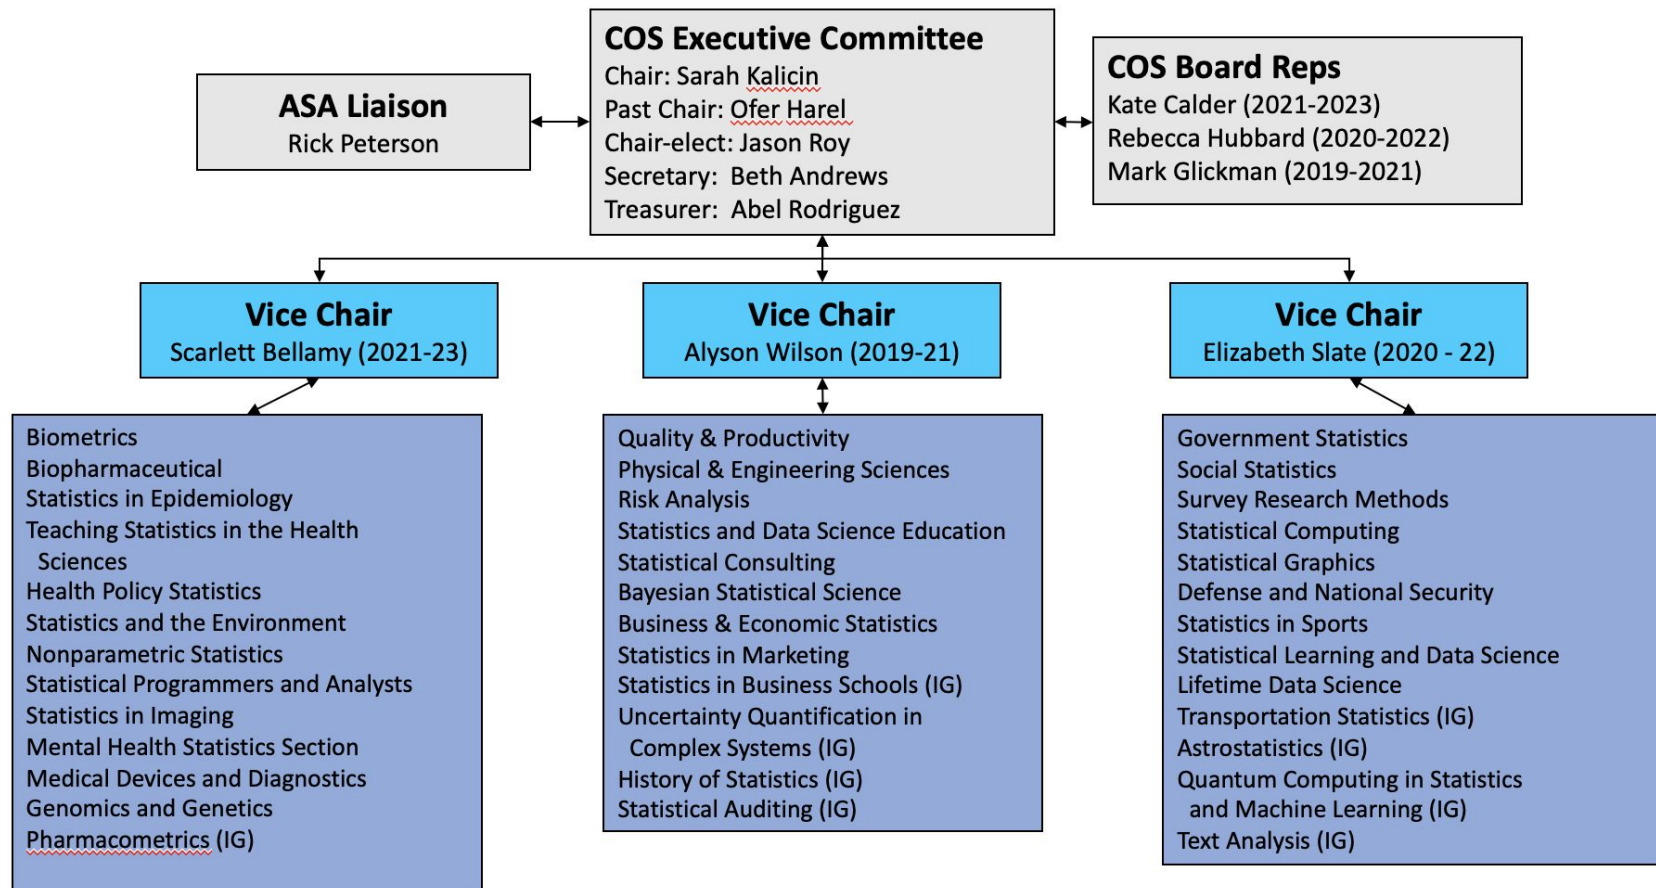 COS Executive Committee
Chair: Sarah Kalicin
Past Chair: Ofer Harel
Chair-elect: Jason Roy
Secretary:  Beth Andrews
Treasurer:  Abel Rodriguez
ASA Liaison
Rick Peterson
COS Board Reps
Kate Calder (2021-2023)
Rebecca Hubbard (2020-2022)
Mark Glickman (2019-2021)
Vice Chair
Scarlett Bellamy (2021-23)
Vice Chair
Alyson Wilson (2019-21)
Vice Chair
Elizabeth Slate (2020 - 22)
Biometrics
Biopharmaceutical
Statistics in Epidemiology
Teaching Statistics in the Health
Sciences
Health Policy Statistics
Statistics and the Environment
Nonparametric Statistics
Statistical Programmers and Analysts
Statistics in Imaging
Mental Health Statistics Section
Medical Devices and Diagnostics
Genomics and Genetics
Pharmacometrics (IG)
Quality & Productivity
Physical & Engineering Sciences
Risk Analysis
Statistics and Data Science Education
Statistical Consulting
Bayesian Statistical Science
Business & Economic Statistics
Statistics in Marketing
Statistics in Business Schools (IG)
Uncertainty Quantification in
Complex Systems (IG)
History of Statistics (IG)
Statistical Auditing (IG)
Government Statistics
Social Statistics
Survey Research Methods
Statistical Computing
Statistical Graphics
Defense and National Security
Statistics in Sports
Statistical Learning and Data Science
Lifetime Data Science
Transportation Statistics (IG)
Astrostatistics (IG)
Quantum Computing in Statistics
and Machine Learning (IG)
Text Analysis (IG)